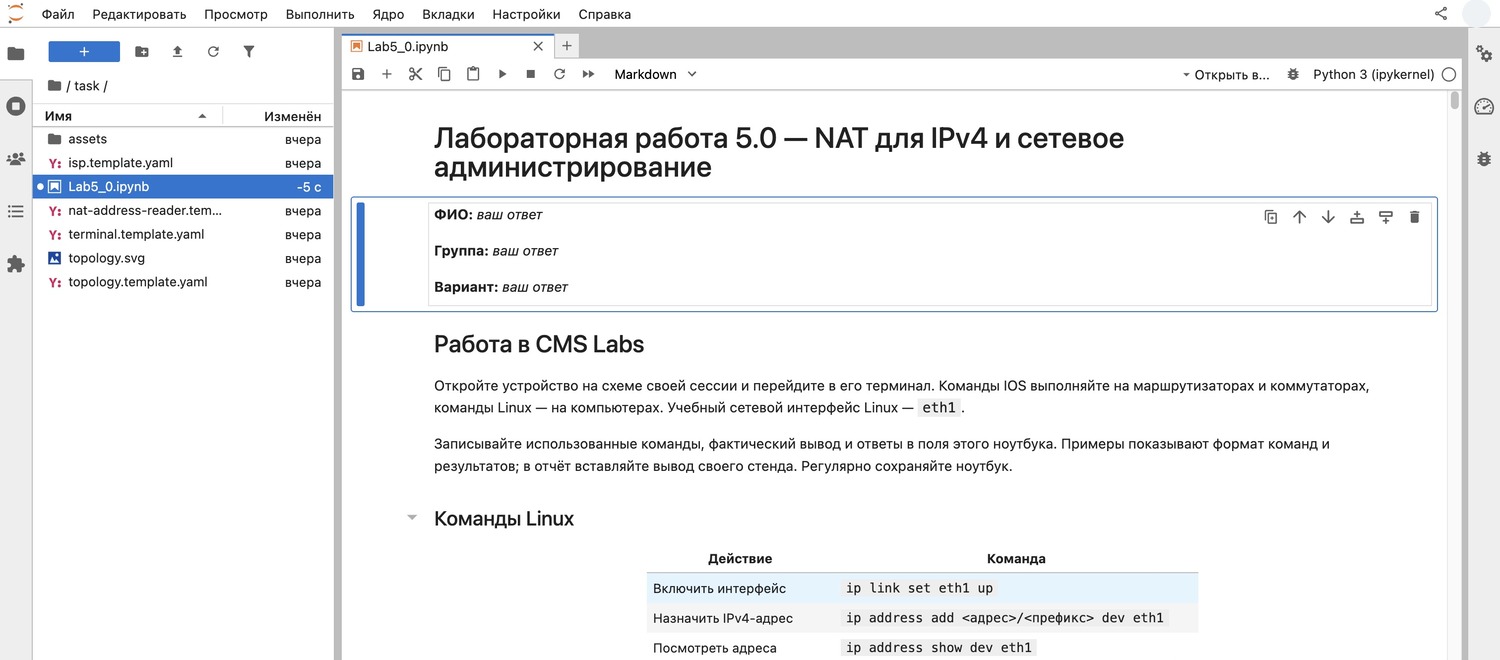 Файл Редактировать Просмотр Выполнить Ядро Вкладки Настройки Справка
+
/ task /
Имя Изменён
assets вчера
Y: isp.template.yaml вчера
Lab5_0.ipynb -5 с
Y: nat-address-reader.tem... вчера
Y: terminal.template.yaml вчера
topology.svg вчера
Y: topology.template.yaml вчера
Lab5_0.ipynb
Markdown Открыть в... Python 3 (ipykernel)
Лабораторная работа 5.0 — NAT для IPv4 и сетевое
администрирование
ФИО: ваш ответ
Группа: ваш ответ
Вариант: ваш ответ
Работа в CMS Labs
Откройте устройство на схеме своей сессии и перейдите в его терминал. Команды IOS выполняйте на маршрутизаторах и коммутаторах,
команды Linux — на компьютерах. Учебный сетевой интерфейс Linux — eth1 .
Записывайте использованные команды, фактический вывод и ответы в поля этого ноутбука. Примеры показывают формат команд и
результатов; в отчёт вставляйте вывод своего стенда. Регулярно сохраняйте ноутбук.
Команды Linux
Действие Команда
Включить интерфейс ip link set eth1 up
Назначить IPv4-адрес ip address add <адрес>/<префикс> dev eth1
Посмотреть адреса ip address show dev eth1